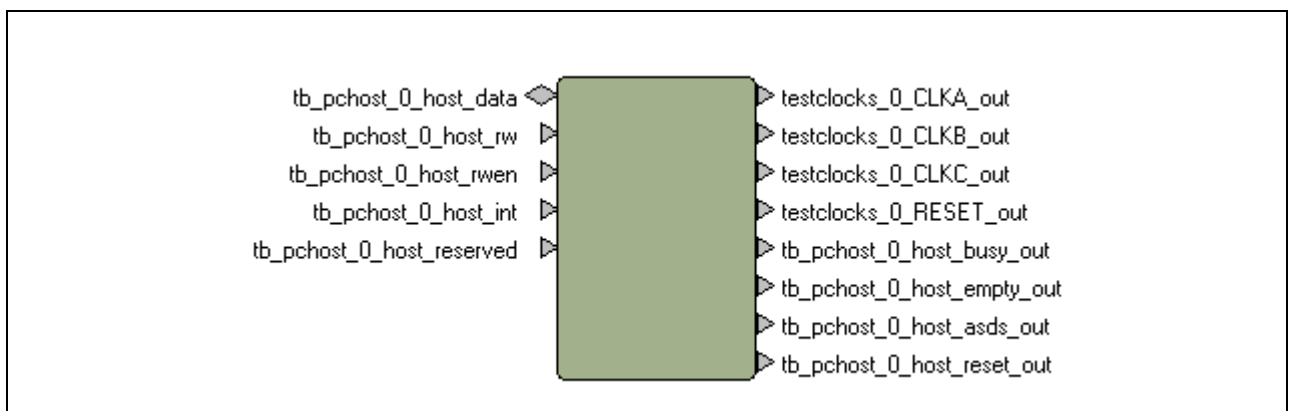 tb_pchost_0_host_data testclocks_0_CLKA_out
tb_pchost_0_host_rw testclocks_0_CLKB_out
tb_pchost_0_host_rwen testclocks_0_CLKC_out
tb_pchost_0_host_int testclocks_0_RESET_out
tb_pchost_0_host_reserved tb_pchost_0_host_busy_out
tb_pchost_0_host_empty_out
tb_pchost_0_host_asds_out
tb_pchost_0_host_reset_out